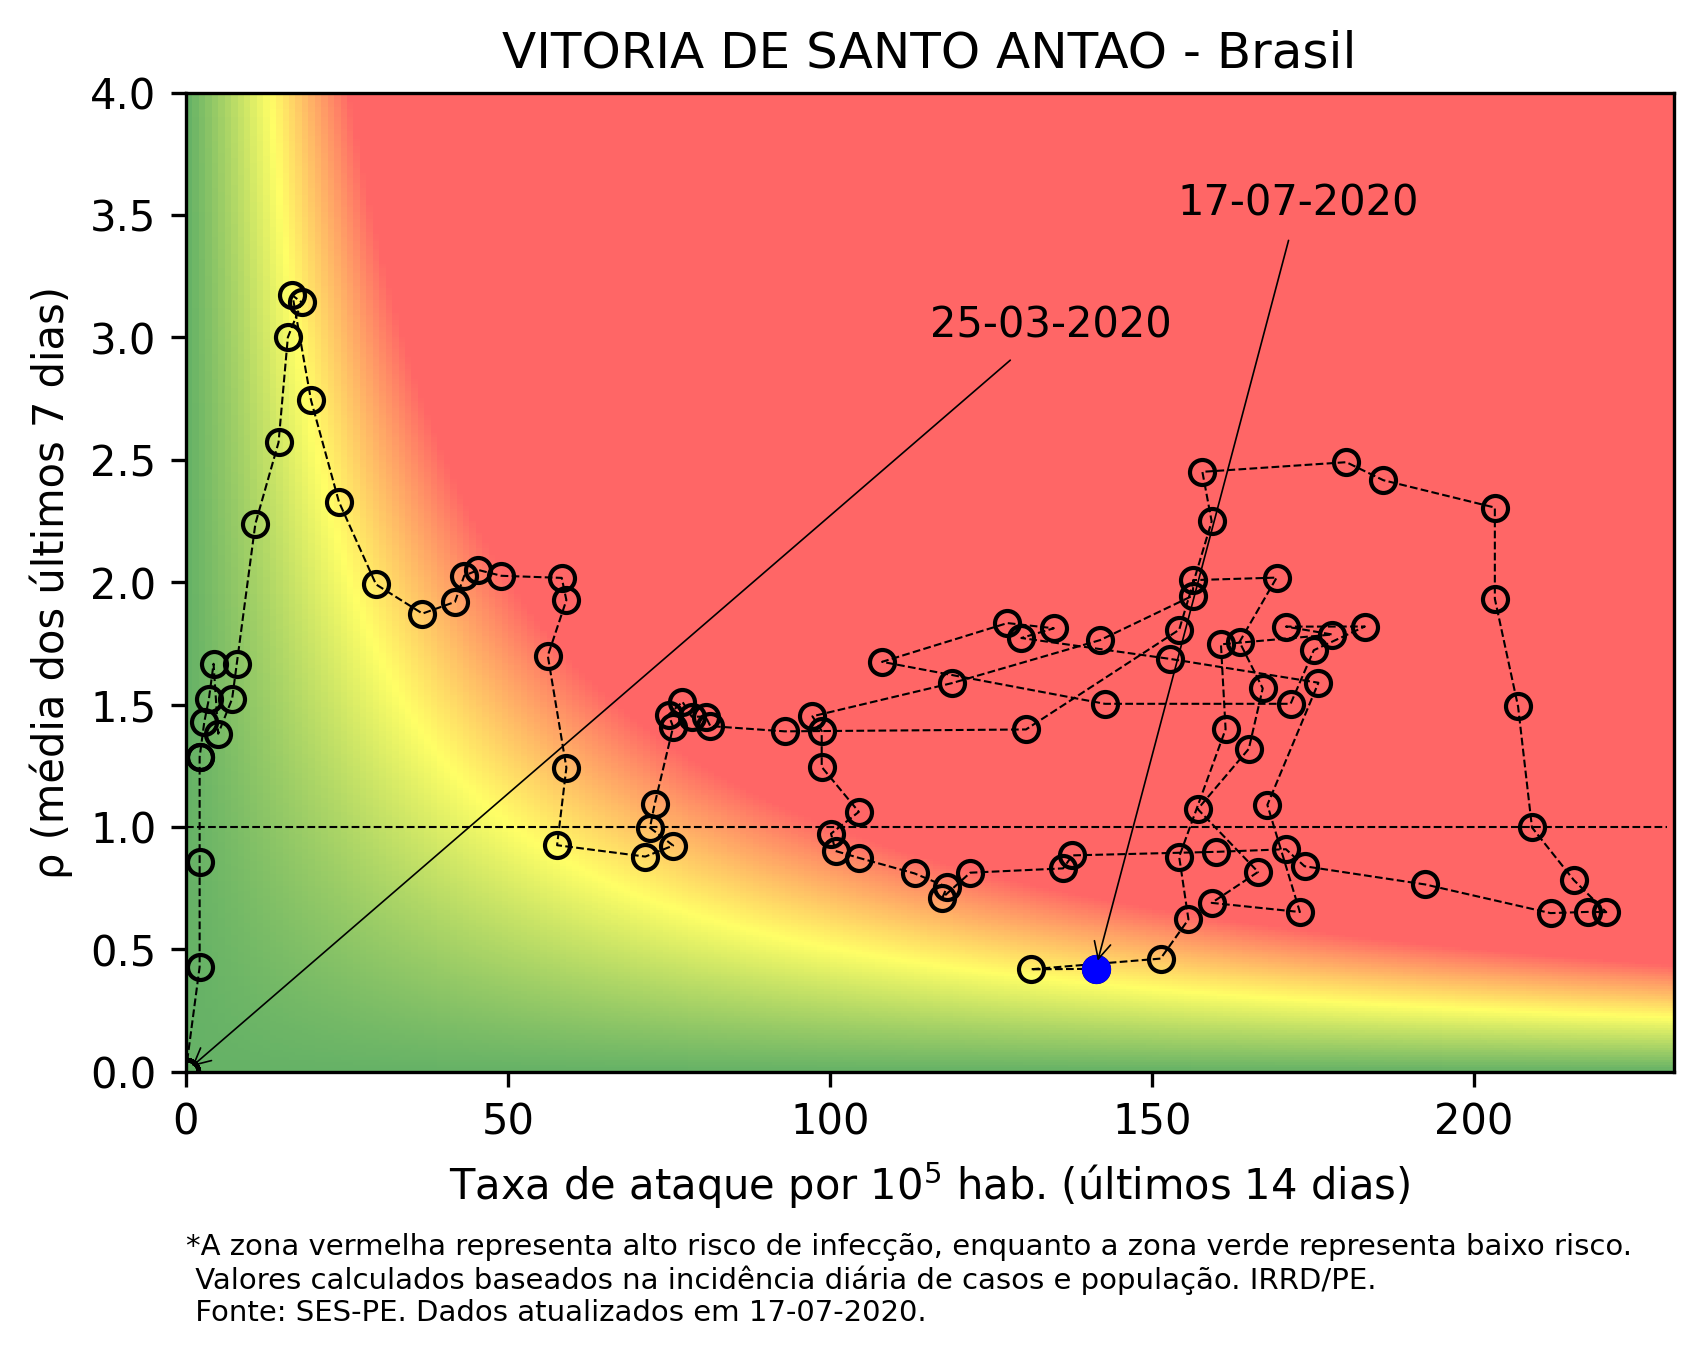 VITORIA DE SANTO ANTAO - Brasil
4.0
3.5
3.0
2.5
2.0
1.5
1.0
0.5
0.0
ρ (média dos últimos 7 dias)
17-07-2020
25-03-2020
0 50 100 150 200
Taxa de ataque por 10⁵ hab. (últimos 14 dias)
*A zona vermelha representa alto risco de infecção, enquanto a zona verde representa baixo risco.
Valores calculados baseados na incidência diária de casos e população. IRRD/PE.
Fonte: SES-PE. Dados atualizados em 17-07-2020.